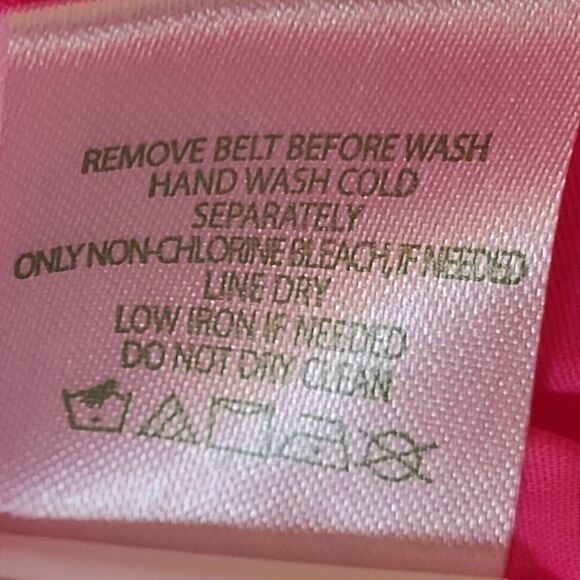 REMOVE BELT BEFORE WASH
HAND WASH COLD
SEPARATELY
ONLY NON-CHLORINE BLEACH, IF NEEDED
LINE DRY
LOW IRON IF NEEDED
DO NOT DRY CLEAN